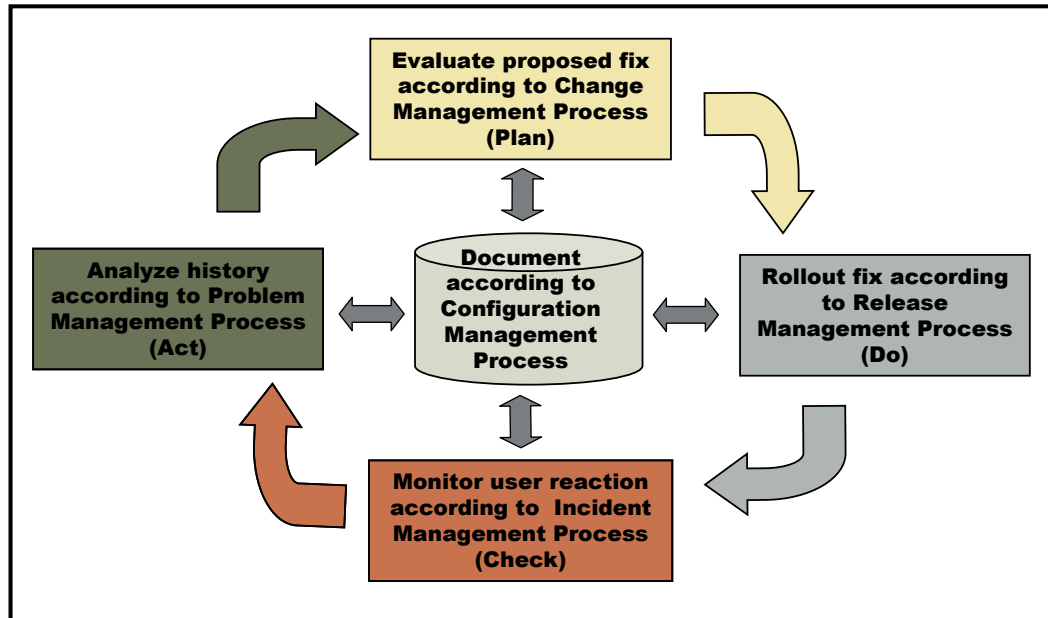 Evaluate proposed fix
according to Change
Management Process
(Plan)
Analyze history
according to Problem
Management Process
(Act)
Document
according to
Configuration
Management
Process
Rollout fix according
to Release
Management Process
(Do)
Monitor user reaction
according to  Incident
Management Process
(Check)